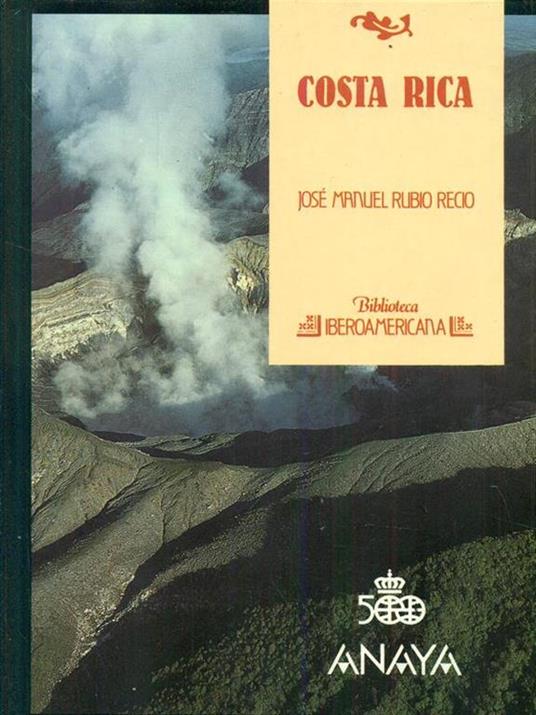 COSTA RICA
JOSÉ MANUEL RUBIO RECIO
Biblioteca
IBEROAMERICANA
500
ANAYA